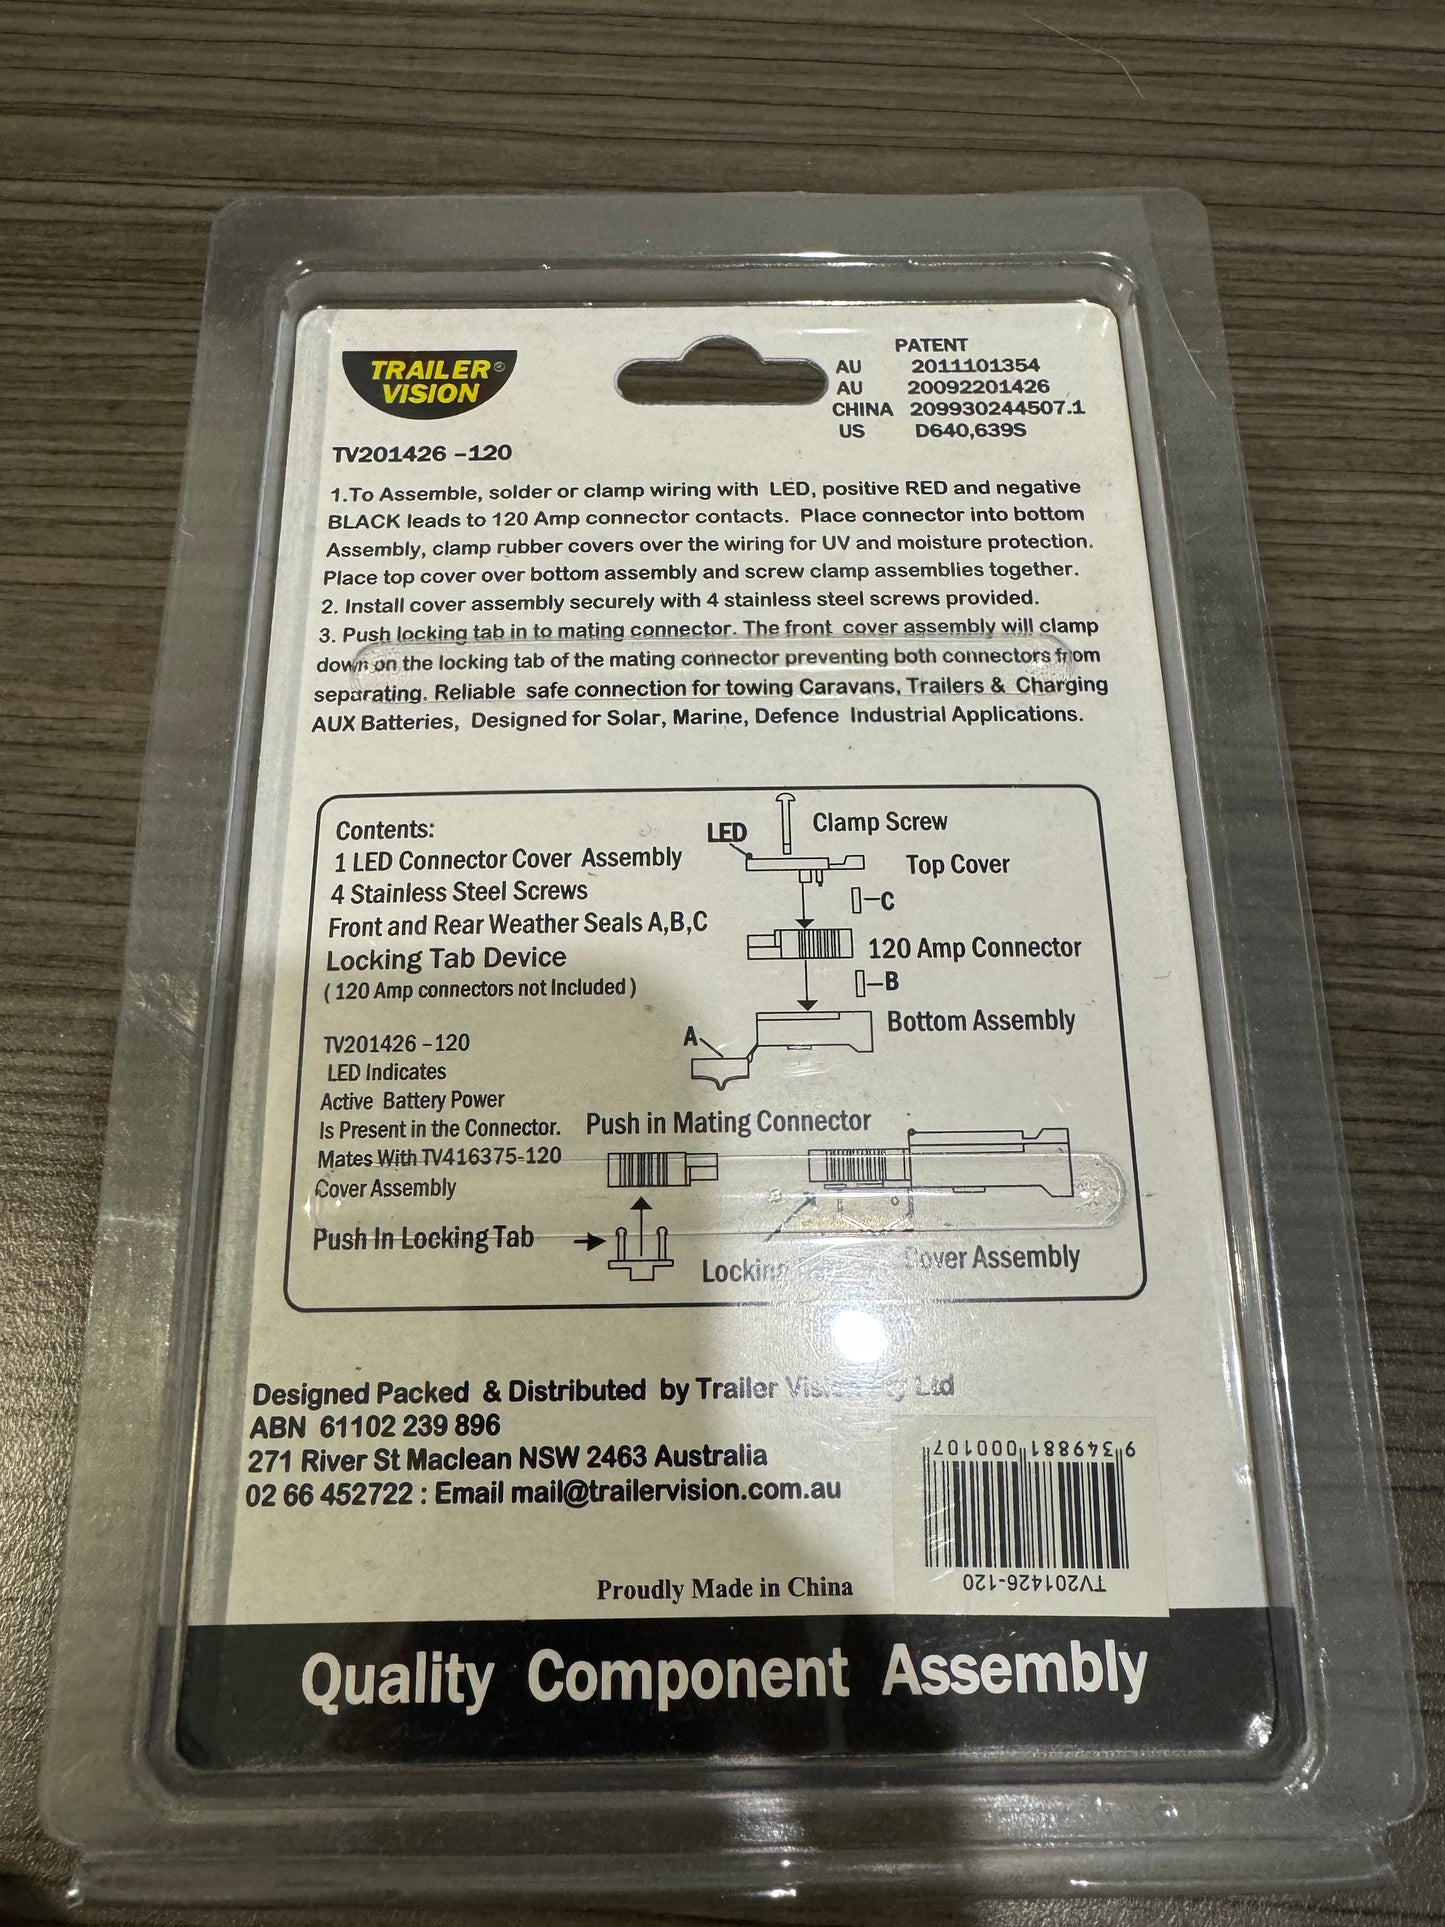 TRAILER®
VISION
PATENT
AU 2011101354
AU 20092201426
CHINA 209930244507.1
US D640,639S
TV201426 -120
1.To Assemble, solder or clamp wiring with LED, positive RED and negative
BLACK leads to 120 Amp connector contacts. Place connector into bottom
Assembly, clamp rubber covers over the wiring for UV and moisture protection.
Place top cover over bottom assembly and screw clamp assemblies together.
2. Install cover assembly securely with 4 stainless steel screws provided.
3. Push locking tab in to mating connector. The front cover assembly will clamp
down on the locking tab of the mating connector preventing both connectors from
separating. Reliable safe connection for towing Caravans, Trailers & Charging
AUX Batteries, Designed for Solar, Marine, Defence Industrial Applications.
Contents:
1 LED Connector Cover Assembly
4 Stainless Steel Screws
Front and Rear Weather Seals A,B,C
Locking Tab Device
( 120 Amp connectors not Included )
TV201426 -120
LED Indicates
Active Battery Power
Is Present in the Connector.
Mates With TV416375-120
Cover Assembly
Push In Locking Tab
LED
Clamp Screw
Top Cover
C
120 Amp Connector
B
Bottom Assembly
A
Push in Mating Connector
Locking
Cover Assembly
Designed Packed & Distributed by Trailer Vision Pty Ltd
ABN 61102 239 896
271 River St Maclean NSW 2463 Australia
02 66 452722 : Email mail@trailervision.com.au
9 349881 000107
TV201426-120
Proudly Made in China
Quality Component Assembly